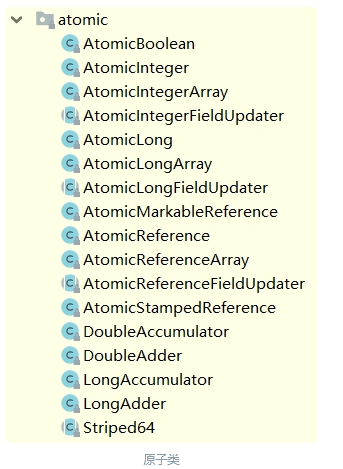 atomic
AtomicBoolean
AtomicInteger
AtomicIntegerArray
AtomicIntegerFieldUpdater
AtomicLong
AtomicLongArray
AtomicLongFieldUpdater
AtomicMarkableReference
AtomicReference
AtomicReferenceArray
AtomicReferenceFieldUpdater
AtomicStampedReference
DoubleAccumulator
DoubleAdder
LongAccumulator
LongAdder
Striped64
原子类